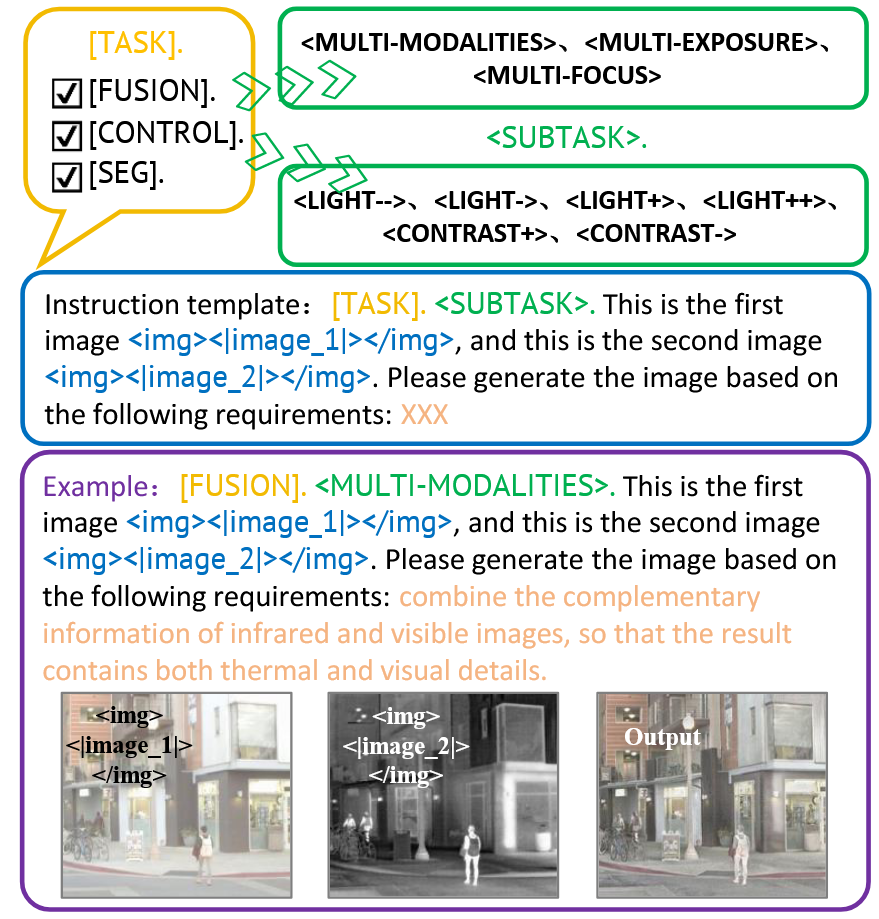 [TASK].
[FUSION].
[CONTROL].
[SEG].
<MULTI-MODALITIES>、<MULTI-EXPOSURE>、
<MULTI-FOCUS>
<SUBTASK>.
<LIGHT-->、<LIGHT->、<LIGHT+>、<LIGHT++>、
<CONTRAST+>、<CONTRAST->
Instruction template： [TASK]. <SUBTASK>. This is the first
image <img><|image_1|></img>, and this is the second image
<img><|image_2|></img>. Please generate the image based on
the following requirements: XXX
Example： [FUSION]. <MULTI-MODALITIES>. This is the first
image <img><|image_1|></img>, and this is the second image
<img><|image_2|></img>. Please generate the image based on
the following requirements: combine the complementary
information of infrared and visible images, so that the result
contains both thermal and visual details.
<img>
<|image_1|>
</img>
<img>
<|image_2|>
</img>
Output